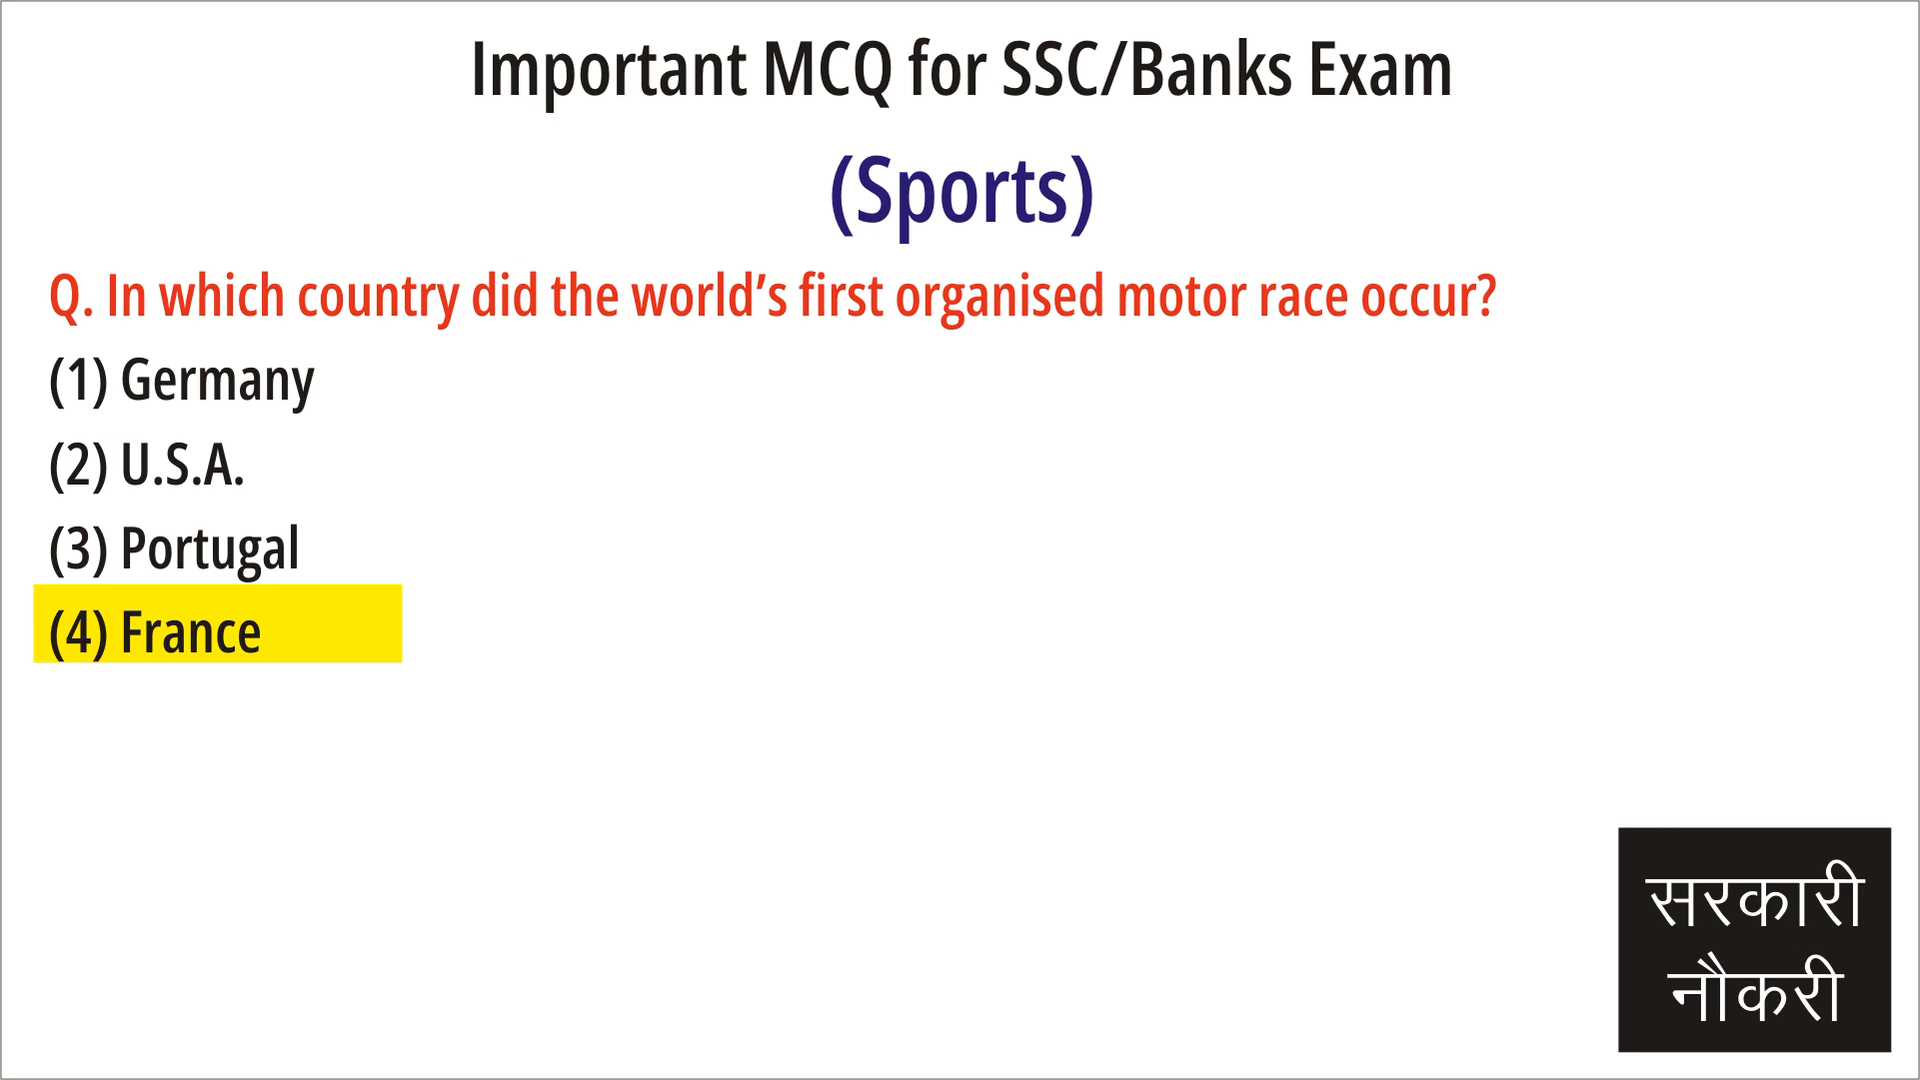 Important MCQ for SSC/Banks Exam
(Sports)
Q. In which country did the world’s first organised motor race occur?
(1) Germany
(2) U.S.A.
(3) Portugal
(4) France
सरकारी
नौकरी